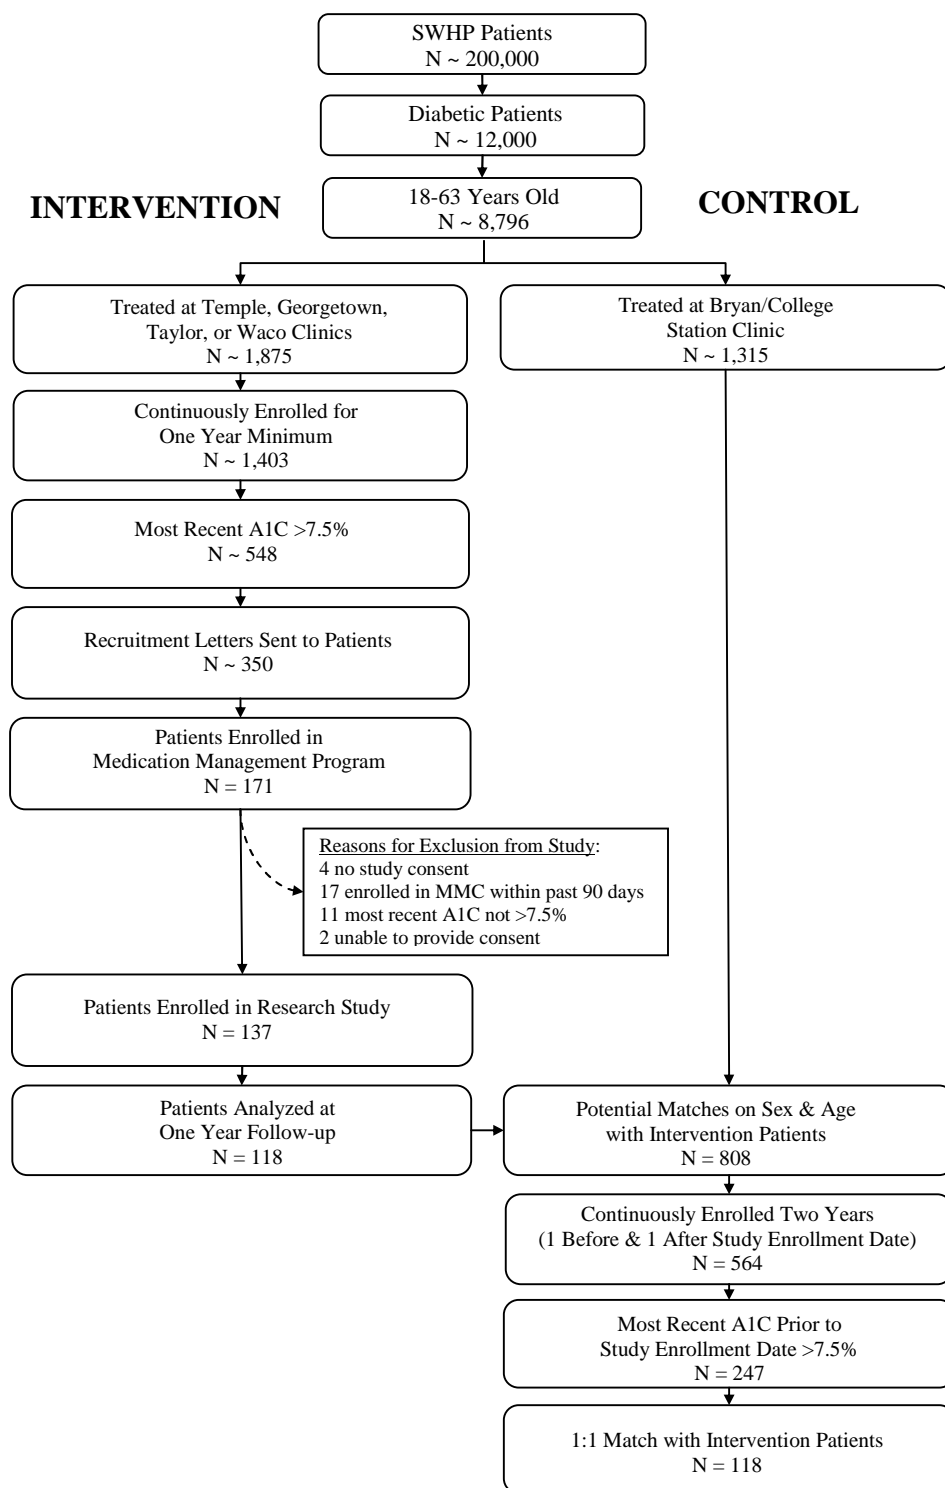 SWHP Patients
N ~ 200,000
Diabetic Patients
N ~ 12,000
18-63 Years Old
N ~ 8,796
INTERVENTION
CONTROL
Treated at Temple, Georgetown,
Taylor, or Waco Clinics
N ~ 1,875
Treated at Bryan/College
Station Clinic
N ~ 1,315
Continuously Enrolled for
One Year Minimum
N ~ 1,403
Most Recent A1C >7.5%
N ~ 548
Recruitment Letters Sent to Patients
N ~ 350
Patients Enrolled in
Medication Management Program
N = 171
Reasons for Exclusion from Study:
4 no study consent
17 enrolled in MMC within past 90 days
11 most recent A1C not >7.5%
2 unable to provide consent
Patients Enrolled in Research Study
N = 137
Patients Analyzed at
One Year Follow-up
N = 118
Potential Matches on Sex & Age
with Intervention Patients
N = 808
Continuously Enrolled Two Years
(1 Before & 1 After Study Enrollment Date)
N = 564
Most Recent A1C Prior to
Study Enrollment Date >7.5%
N = 247
1:1 Match with Intervention Patients
N = 118